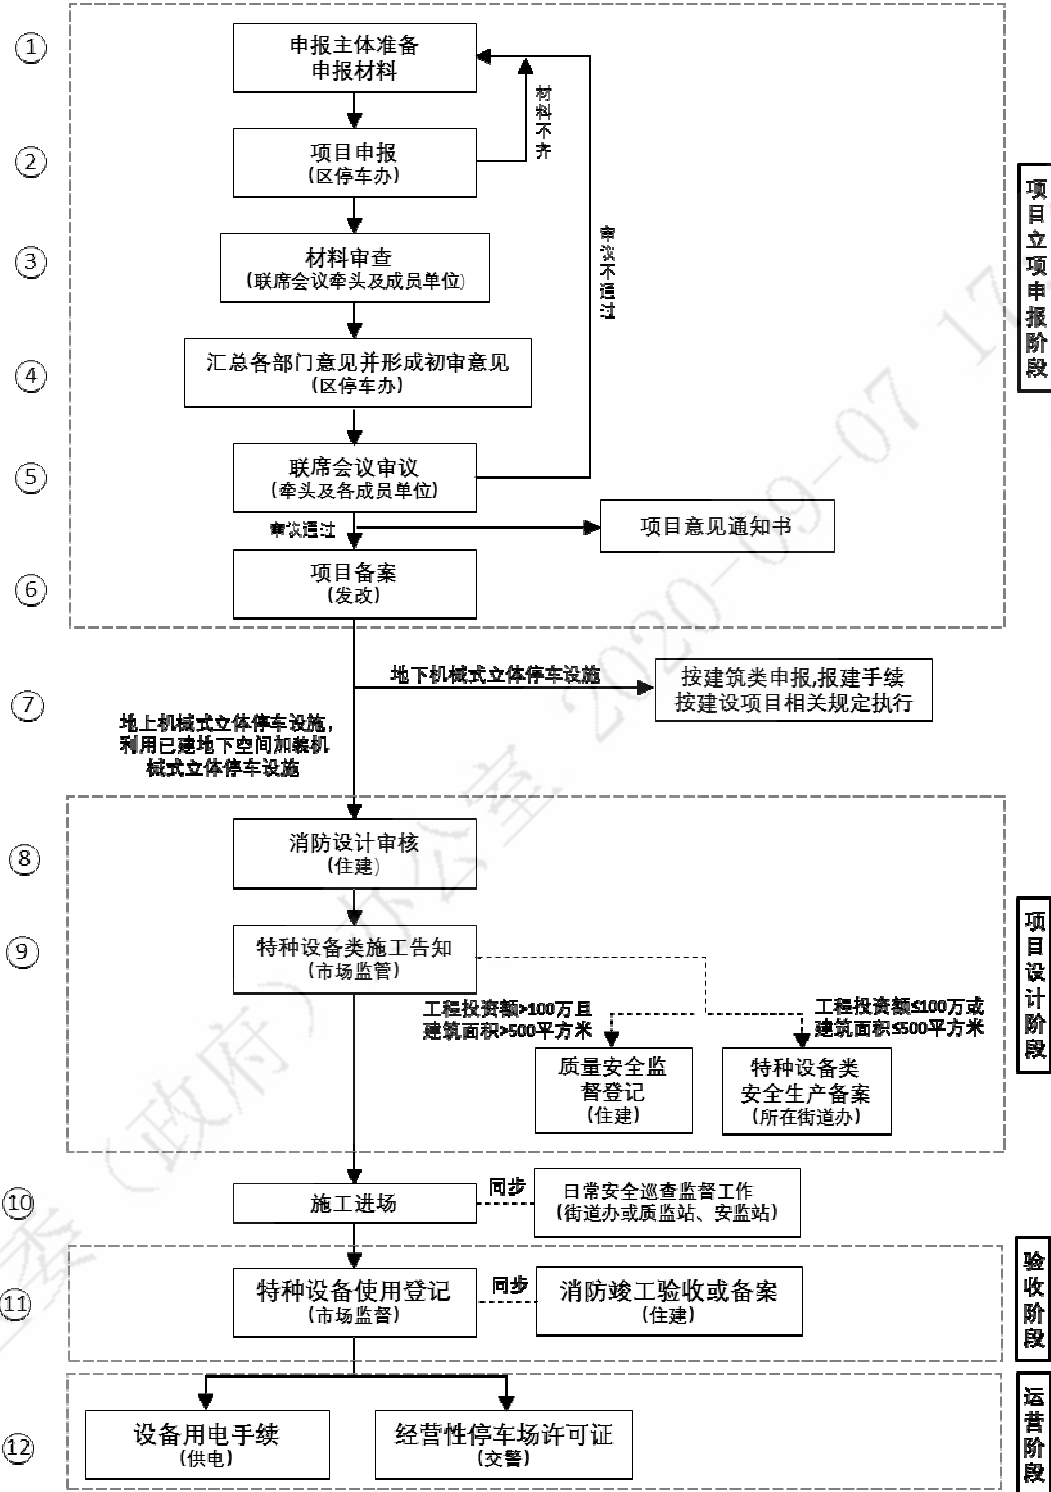 ①
申报主体准备
申报材料
材料不齐
②
项目申报
(区停车办)
③
材料审查
(联席会议牵头及成员单位)
审议不通过
④
汇总各部门意见并形成初审意见
(区停车办)
⑤
联席会议审议
(牵头及各成员单位)
审议通过
项目意见通知书
⑥
项目备案
(发改)
项目立项申报阶段
⑦
地下机械式立体停车设施
按建筑类申报,报建手续
按建设项目相关规定执行
地上机械式立体停车设施,
利用已建地下空间加装机
械式立体停车设施
⑧
消防设计审核
(住建)
⑨
特种设备类施工告知
(市场监管)
工程投资额>100万且
建筑面积>500平方米
工程投资额≤100万或
建筑面积≤500平方米
质量安全监
督登记
(住建)
特种设备类
安全生产备案
(所在街道办)
项目设计阶段
⑩
施工进场
同步
日常安全巡查监督工作
(街道办或质监站、安监站)
⑪
特种设备使用登记
(市场监督)
同步
消防竣工验收或备案
(住建)
验收阶段
⑫
设备用电手续
(供电)
经营性停车场许可证
(交警)
运营阶段
委(政府)办公室 2020-09-07 17